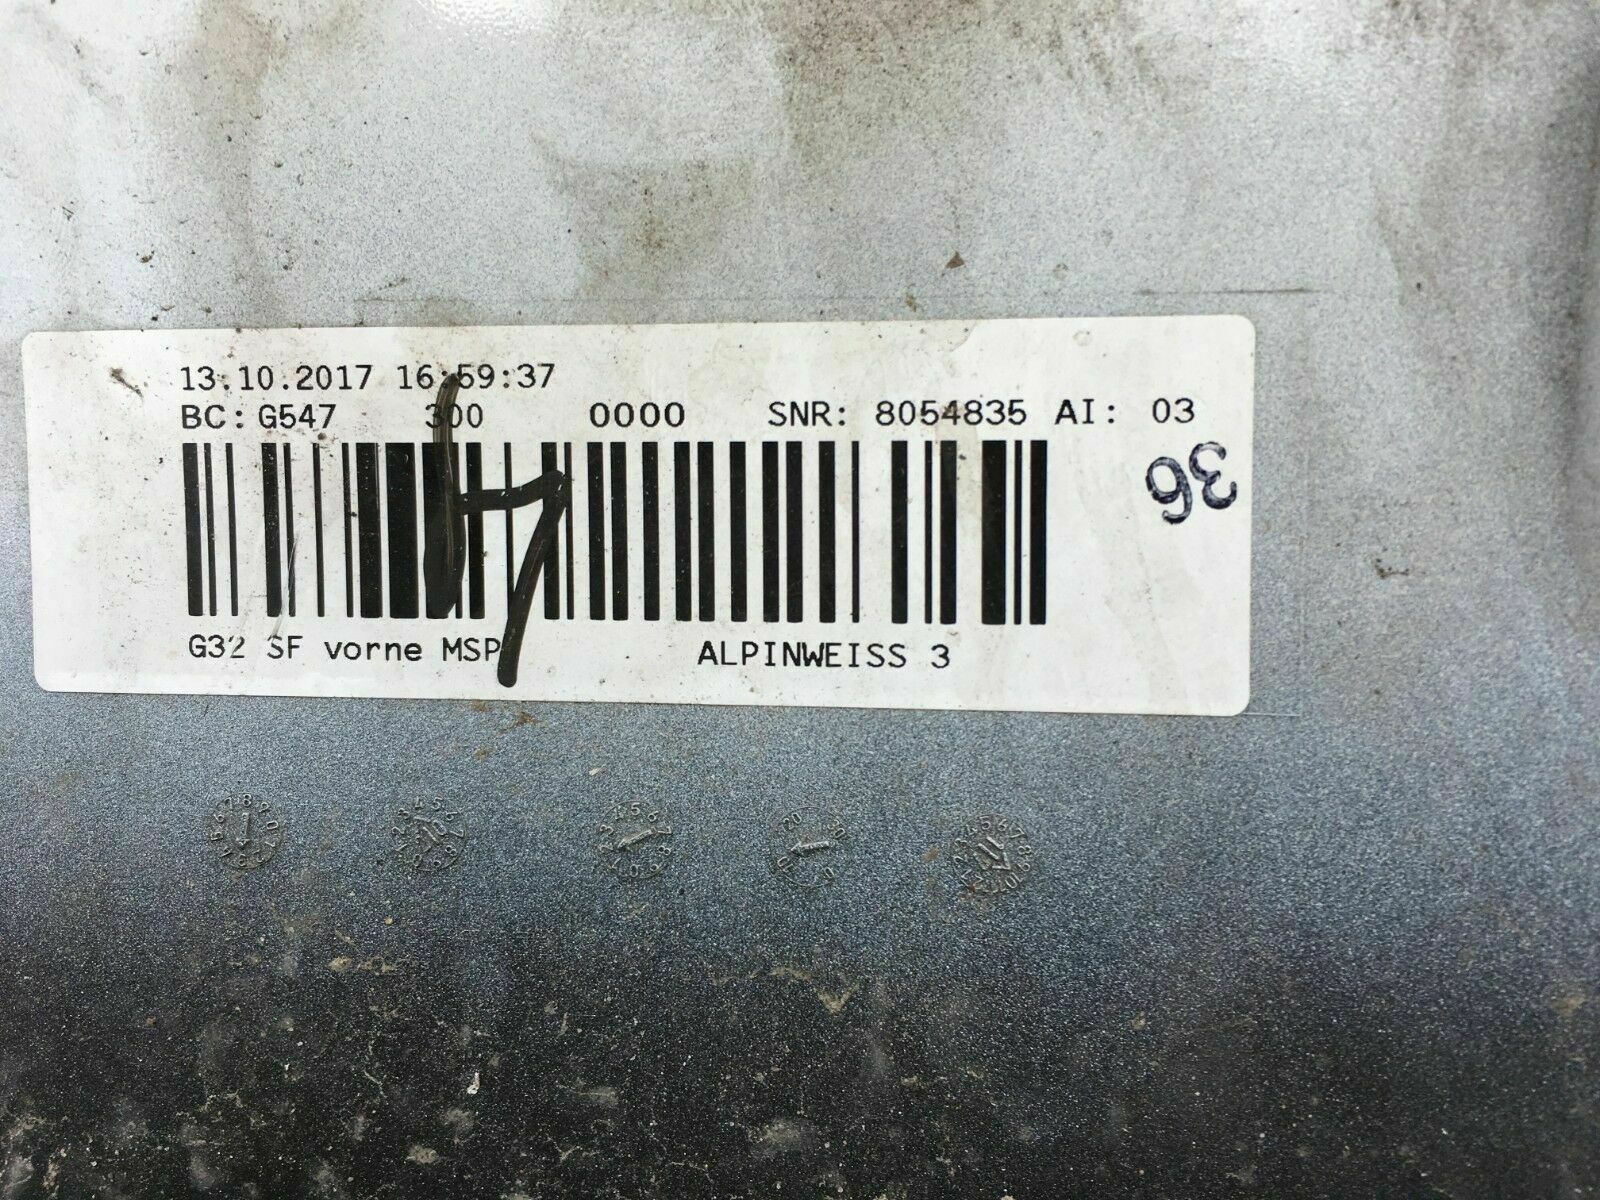 13.10.2017 16:59:37
BC: G547 300 0000 SNR: 8054835 AI: 03
36
G32 SF vorne MSP ALPINWEISS 3